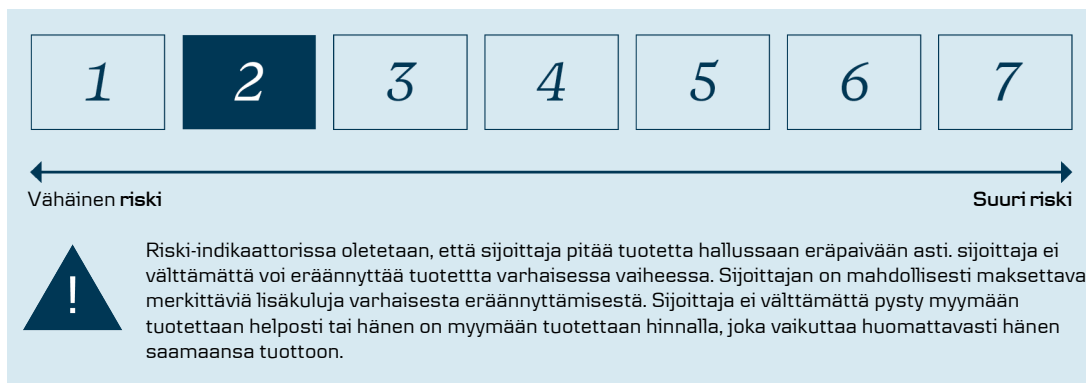 1 2 3 4 5 6 7
Vähäinen riski Suuri riski
Riski-indikaattorissa oletetaan, että sijoittaja pitää tuotetta hallussaan eräpaivään asti. sijoittaja ei
välttämättä voi eräännyttää tuotettta varhaisessa vaiheessa. Sijoittajan on mahdollisesti maksettava
merkittäviä lisäkuluja varhaisesta eräännyttämisestä. Sijoittaja ei välttämättä pysty myymään
tuotettaan helposti tai hänen on myymään tuotettaan hinnalla, joka vaikuttaa huomattavasti hänen
saamaansa tuottoon.
!